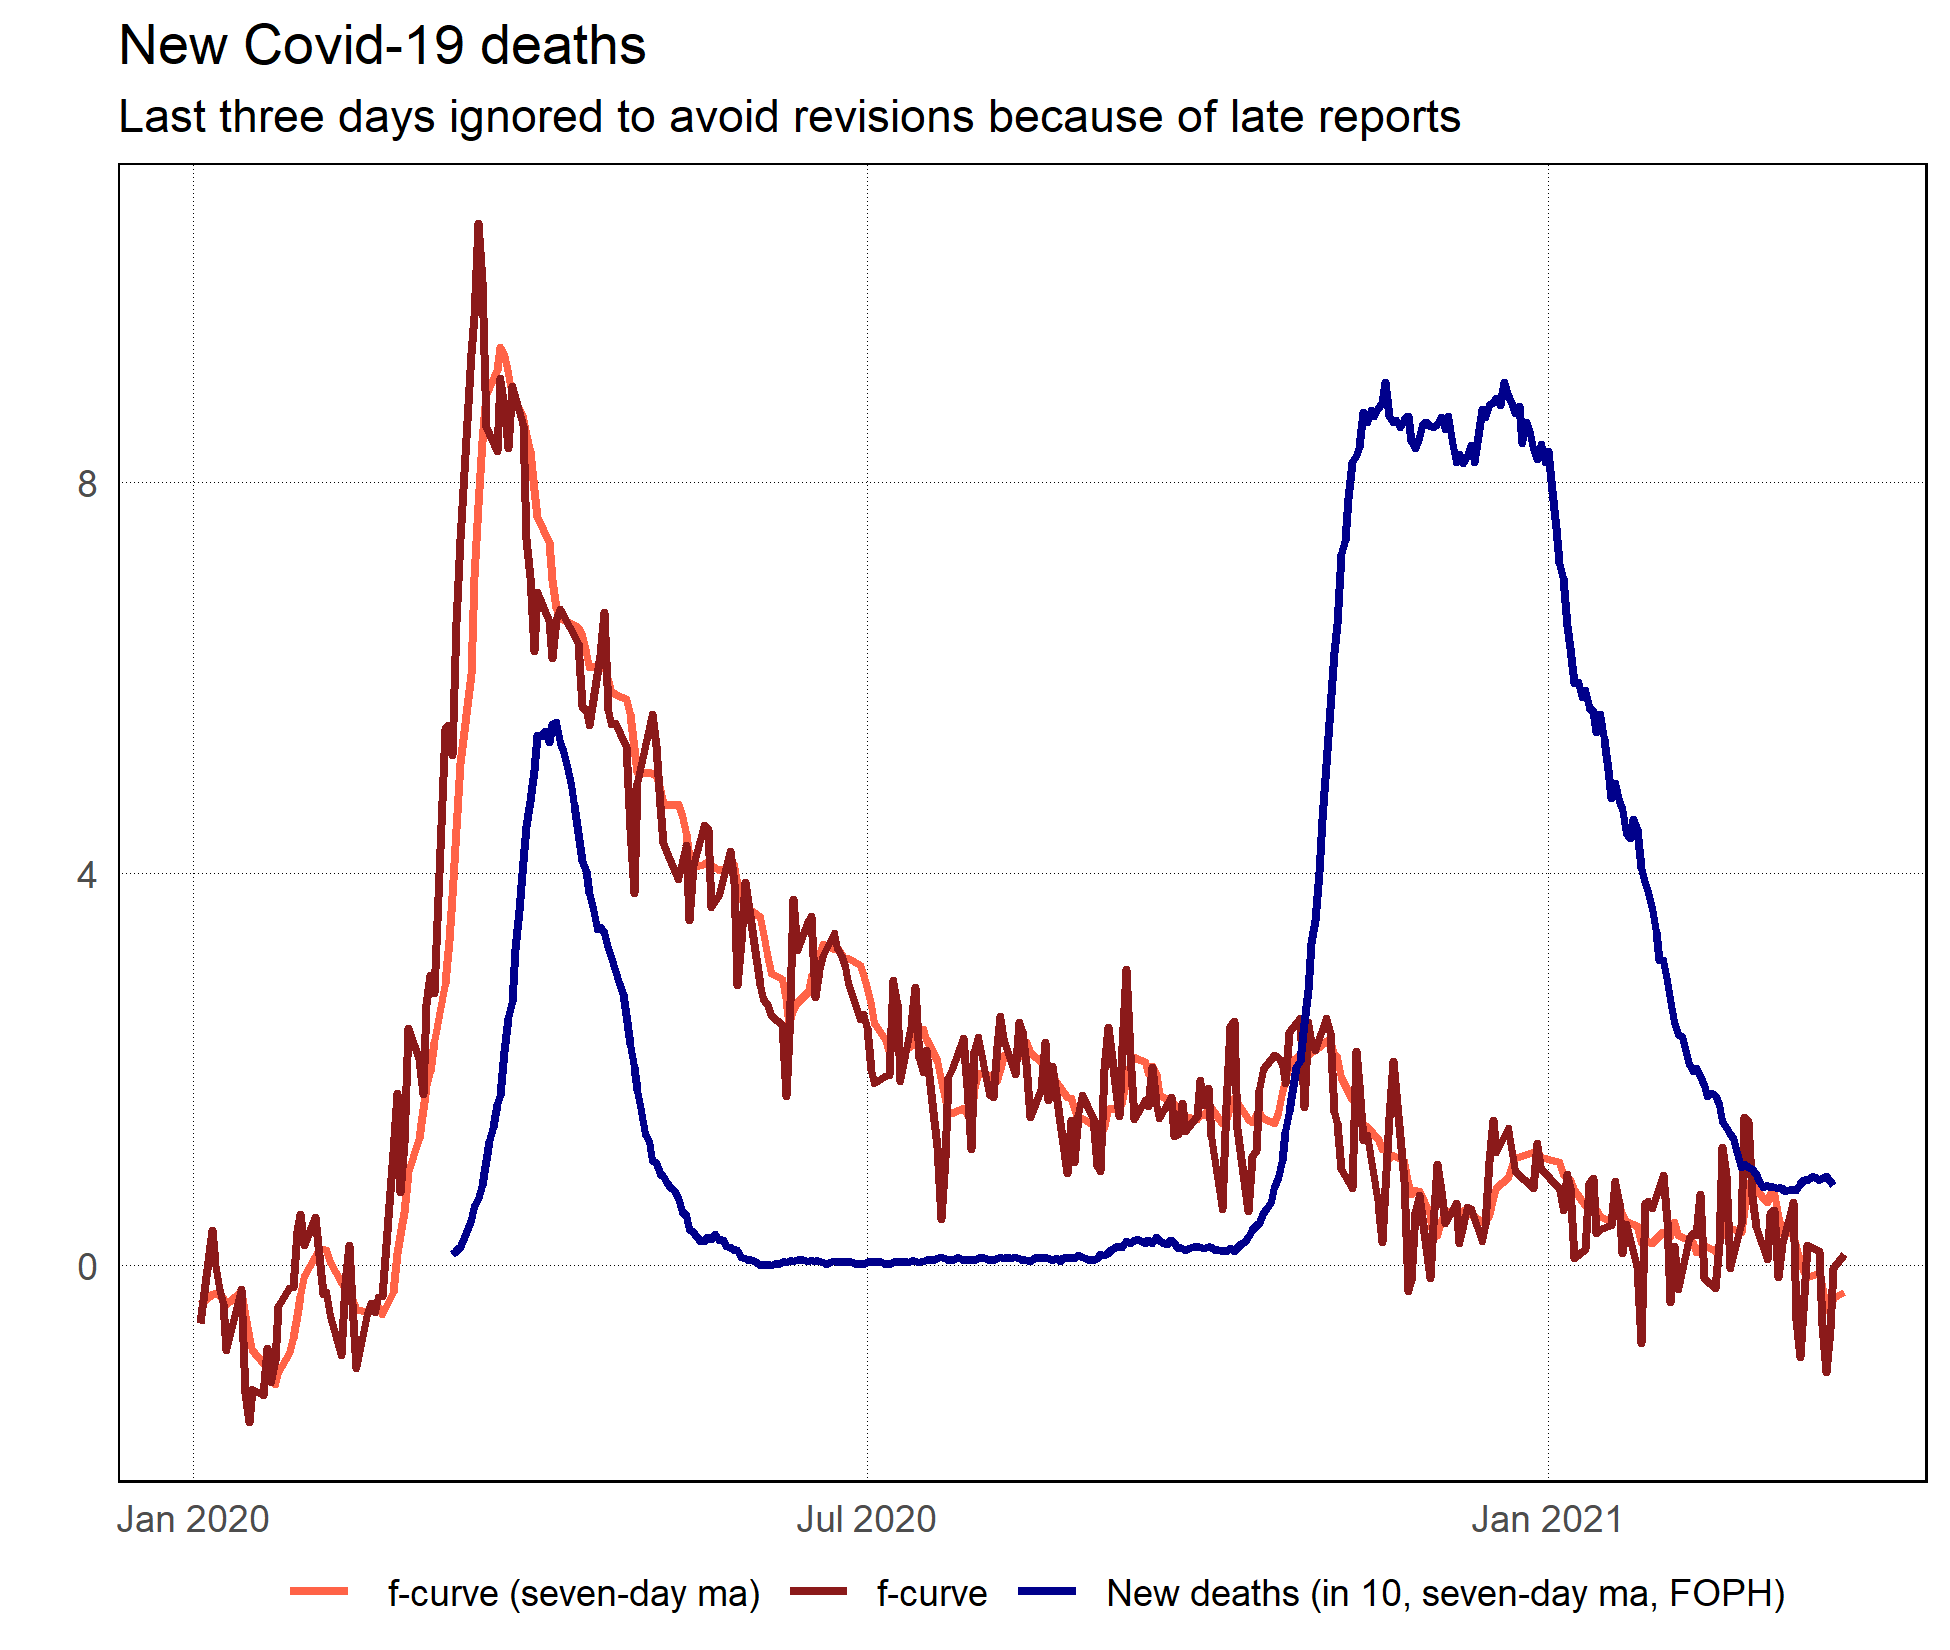 New Covid-19 deaths
Last three days ignored to avoid revisions because of late reports
8
4
0
Jan 2020 Jul 2020 Jan 2021
f-curve (seven-day ma) f-curve New deaths (in 10, seven-day ma, FOPH)